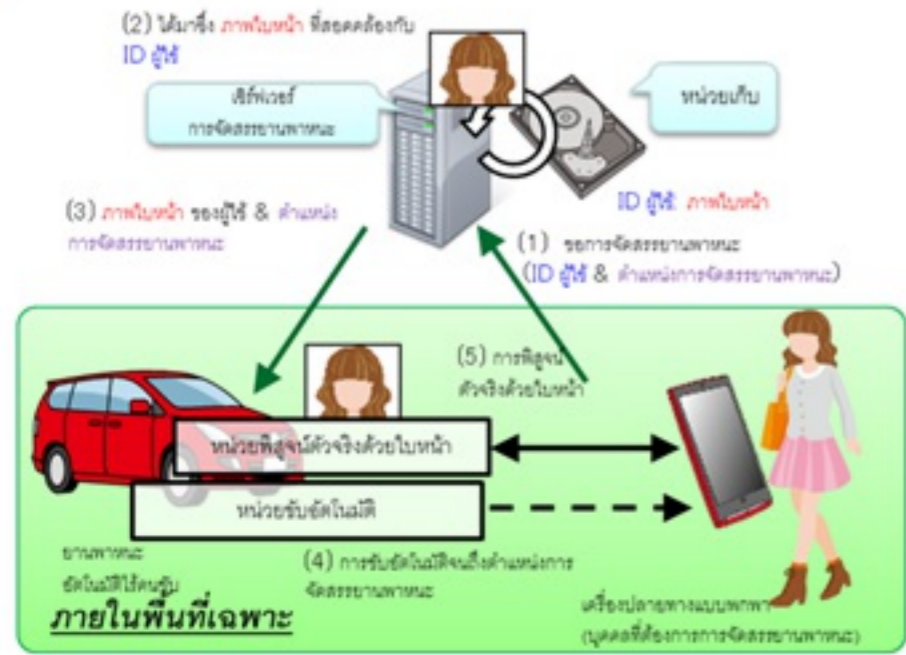 (2) ได้มาซึ่ง ภาพใบหน้า ที่สอดคล้องกับ
ID ผู้ใช้
เซิร์ฟเวอร์
การจัดสรรยานพาหนะ
หน่วยเก็บ
ID ผู้ใช้: ภาพใบหน้า
(3) ภาพใบหน้า ของผู้ใช้ & ตำแหน่ง
การจัดสรรยานพาหนะ
(1) ขอการจัดสรรยานพาหนะ
(ID ผู้ใช้ & ตำแหน่งการจัดสรรยานพาหนะ)
(5) การพิสูจน์
ตัวจริงด้วยใบหน้า
หน่วยพิสูจน์ตัวจริงด้วยใบหน้า
หน่วยขับอัตโนมัติ
ยานพาหนะ
อัตโนมัติไร้คนขับ
(4) การขับอัตโนมัติจนถึงตำแหน่งการ
จัดสรรยานพาหนะ
ภายในพื้นที่เฉพาะ
เครื่องปลายทางแบบพกพา
(บุคคลที่ต้องการการจัดสรรยานพาหนะ)